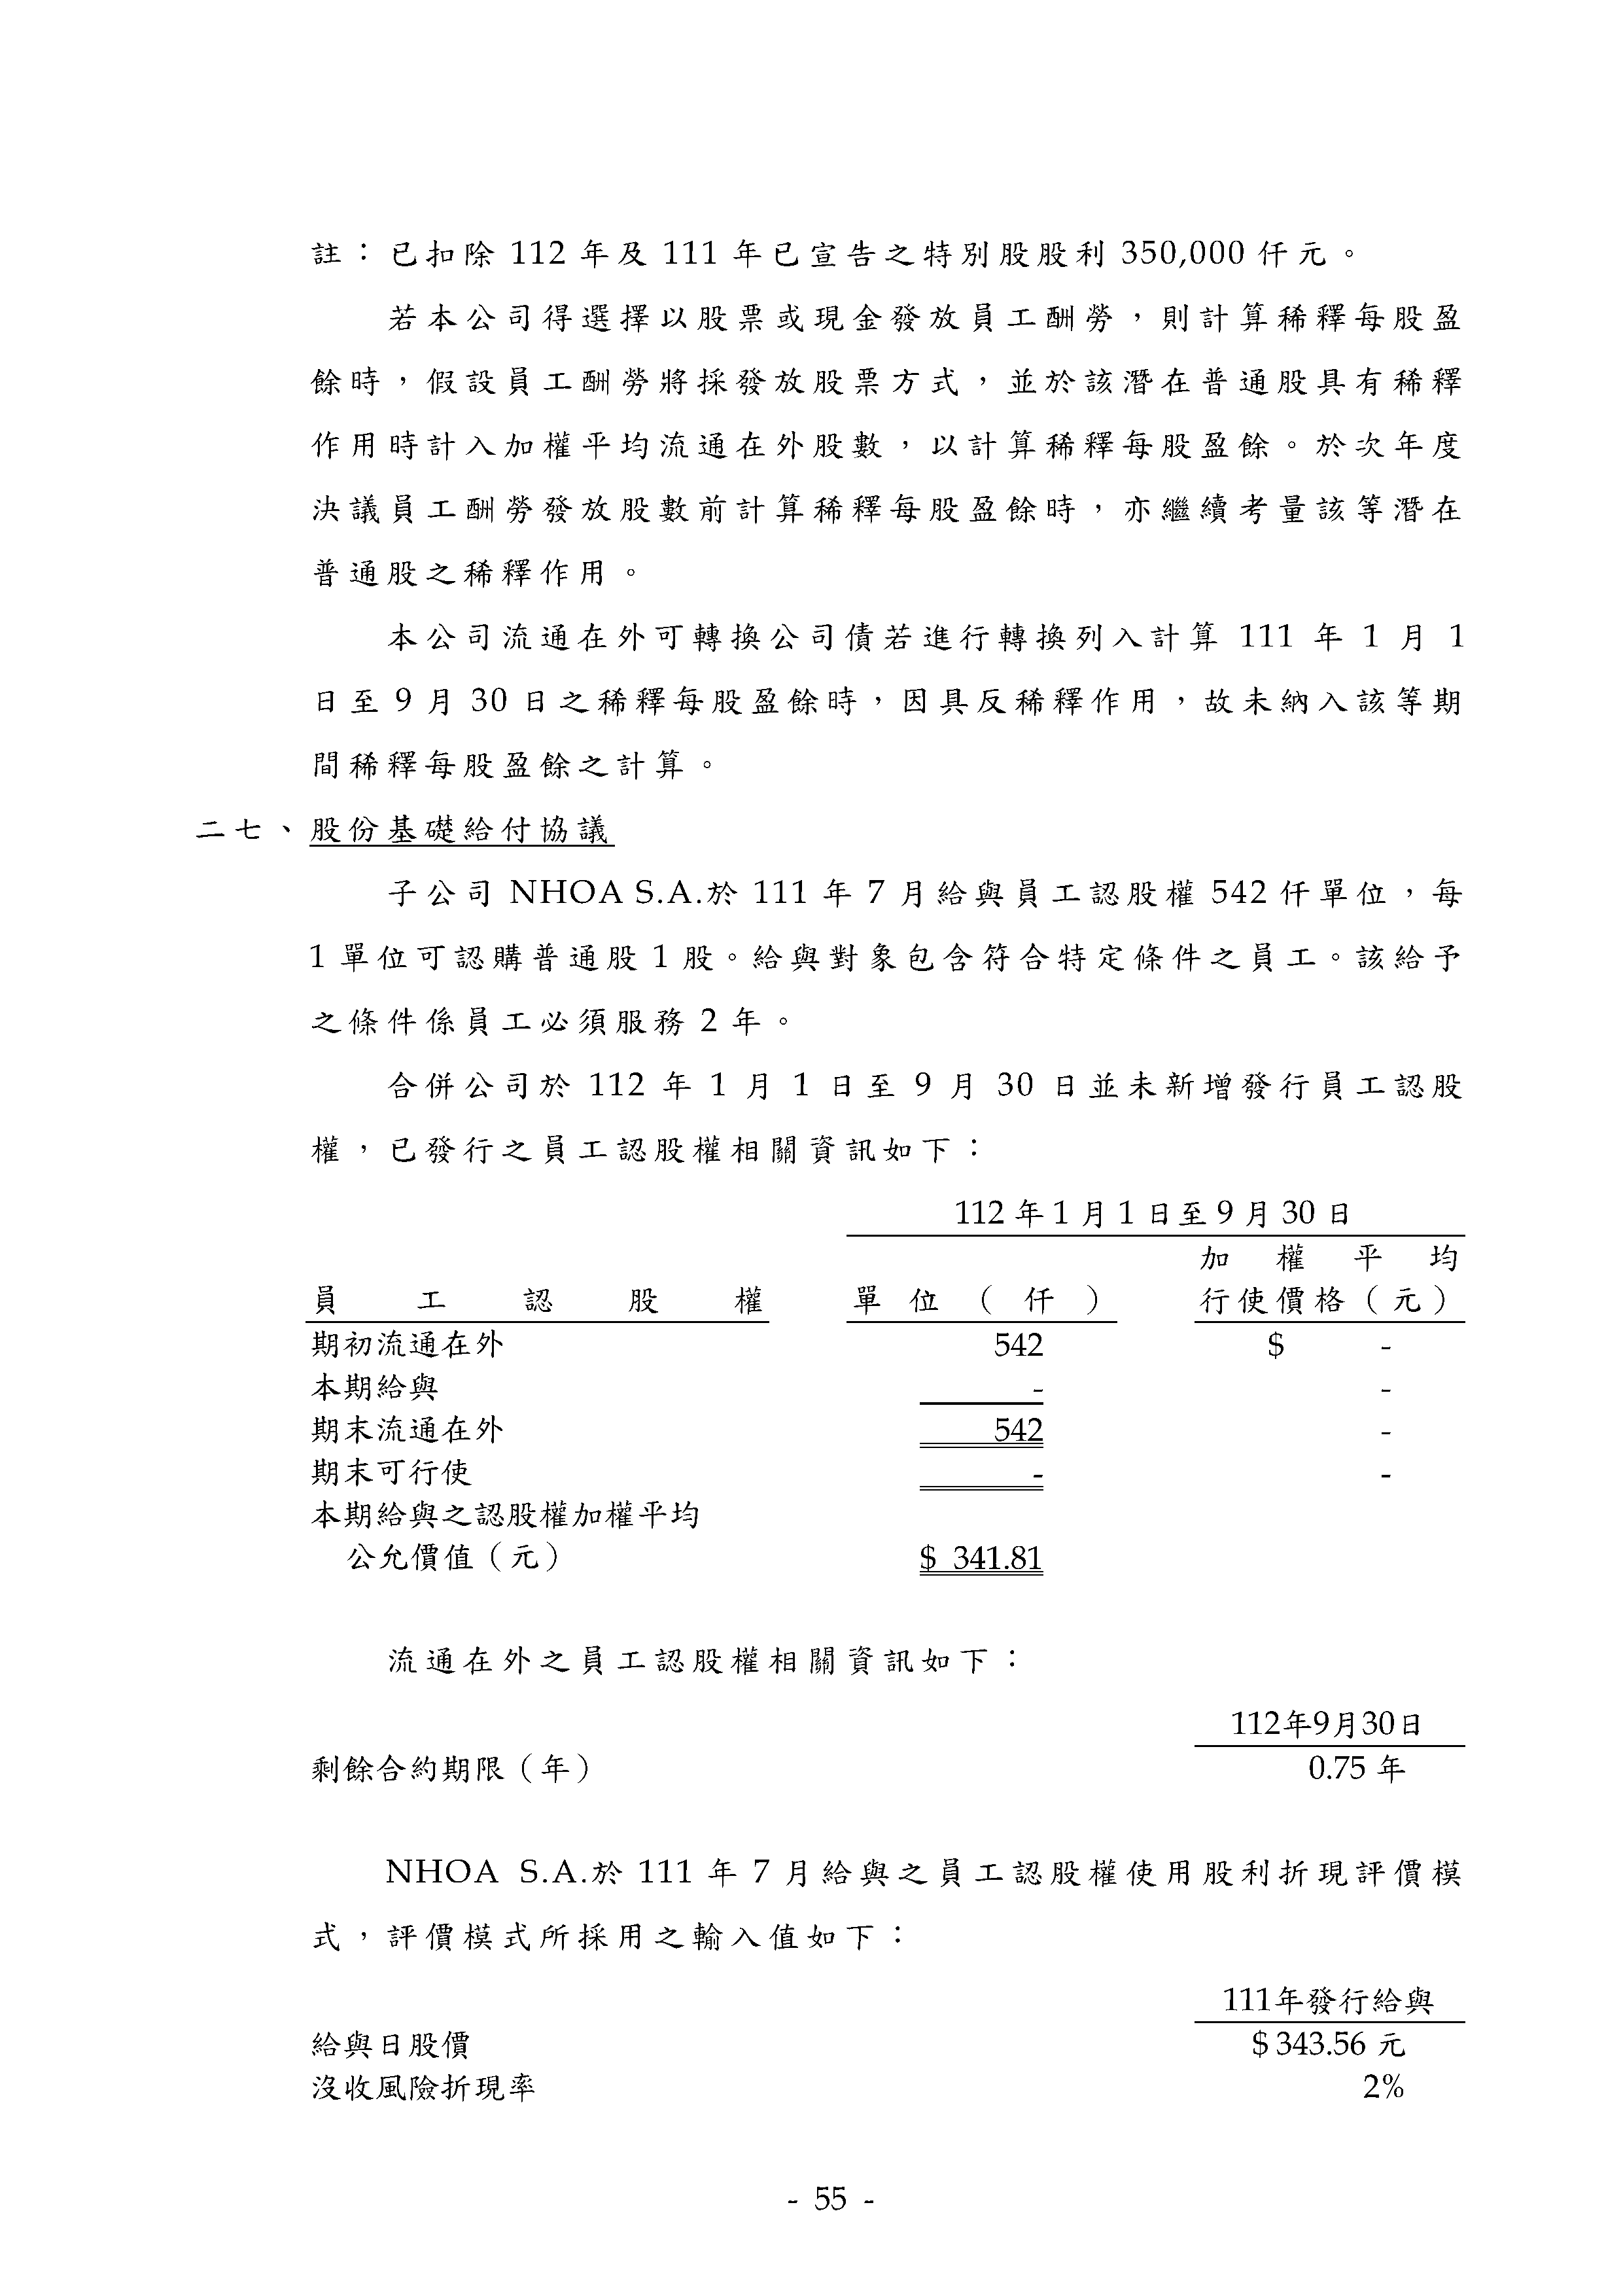 註：已扣除 112 年及 111 年已宣告之特別股股利 350,000 仟元。
若本公司得選擇以股票或現金發放員工酬勞，則計算稀釋每股盈
餘時，假設員工酬勞將採發放股票方式，並於該潛在普通股具有稀釋
作用時計入加權平均流通在外股數，以計算稀釋每股盈餘。於次年度
決議員工酬勞發放股數前計算稀釋每股盈餘時，亦繼續考量該等潛在
普通股之稀釋作用。
本公司流通在外可轉換公司債若進行轉換列入計算 111 年 1 月 1
日至 9 月 30 日之稀釋每股盈餘時，因具反稀釋作用，故未納入該等期
間稀釋每股盈餘之計算。
二七、股份基礎給付協議
子公司 NHOA S.A.於 111 年 7 月給與員工認股權 542 仟單位，每
1 單位可認購普通股 1 股。給與對象包含符合特定條件之員工。該給予
之條件係員工必須服務 2 年。
合併公司於 112 年 1 月 1 日至 9 月 30 日並未新增發行員工認股
權，已發行之員工認股權相關資訊如下：
112 年 1 月 1 日至 9 月 30 日
加權平均
員工認股權 單位（仟） 行使價格（元）
期初流通在外 542 $ -
本期給與 - -
期末流通在外 542 -
期末可行使 - -
本期給與之認股權加權平均
公允價值（元） $ 341.81
流通在外之員工認股權相關資訊如下：
112年9月30日
剩餘合約期限（年） 0.75 年
NHOA S.A.於 111 年 7 月給與之員工認股權使用股利折現評價模
式，評價模式所採用之輸入值如下：
111年發行給與
給與日股價 $ 343.56 元
沒收風險折現率 2%
- 55 -